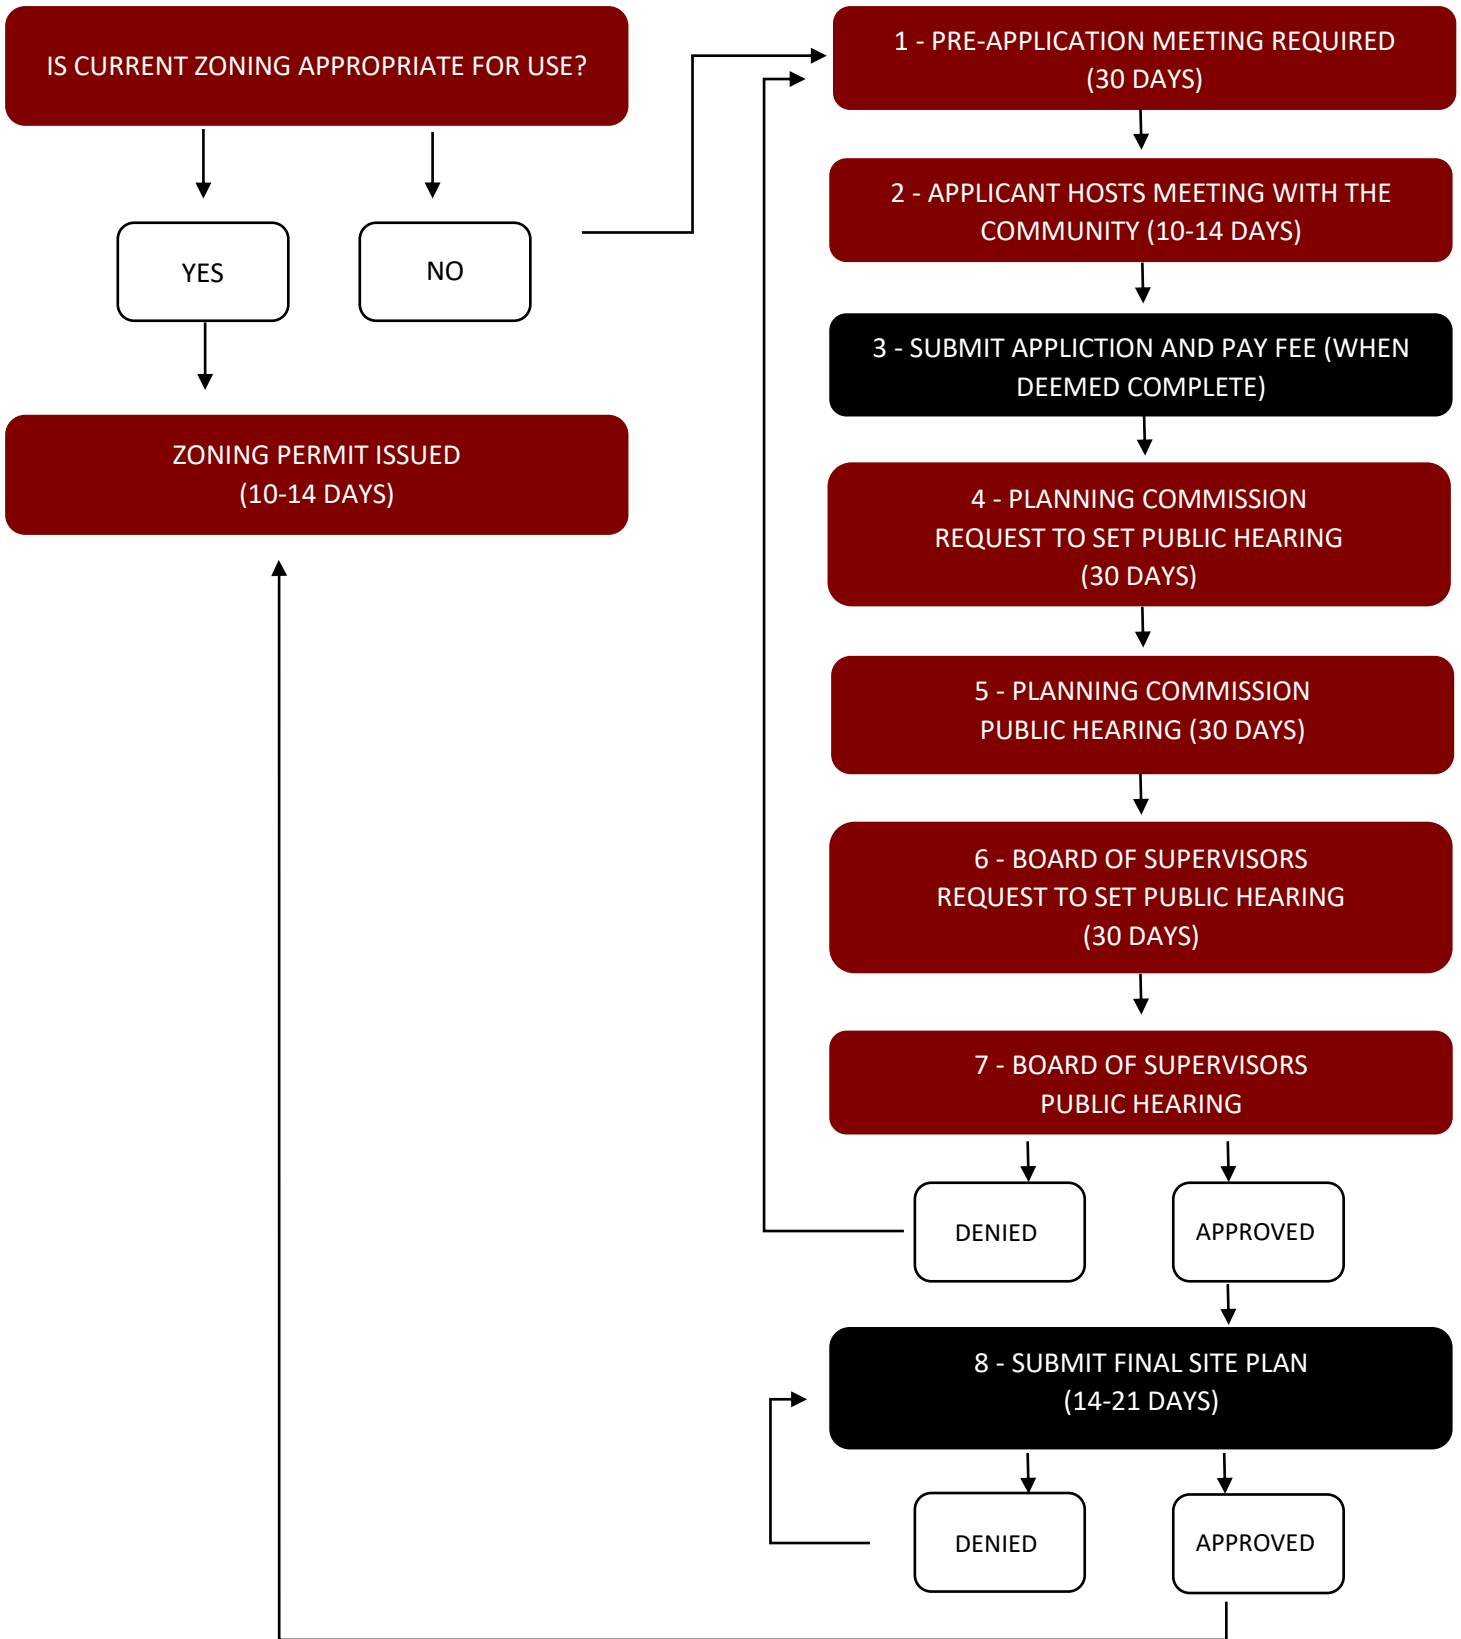 IS CURRENT ZONING APPROPRIATE FOR USE?
YES
NO
ZONING PERMIT ISSUED
(10-14 DAYS)
1 - PRE-APPLICATION MEETING REQUIRED
(30 DAYS)
2 - APPLICANT HOSTS MEETING WITH THE
COMMUNITY (10-14 DAYS)
3 - SUBMIT APPLICTION AND PAY FEE (WHEN
DEEMED COMPLETE)
4 - PLANNING COMMISSION
REQUEST TO SET PUBLIC HEARING
(30 DAYS)
5 - PLANNING COMMISSION
PUBLIC HEARING (30 DAYS)
6 - BOARD OF SUPERVISORS
REQUEST TO SET PUBLIC HEARING
(30 DAYS)
7 - BOARD OF SUPERVISORS
PUBLIC HEARING
DENIED
APPROVED
8 - SUBMIT FINAL SITE PLAN
(14-21 DAYS)
DENIED
APPROVED